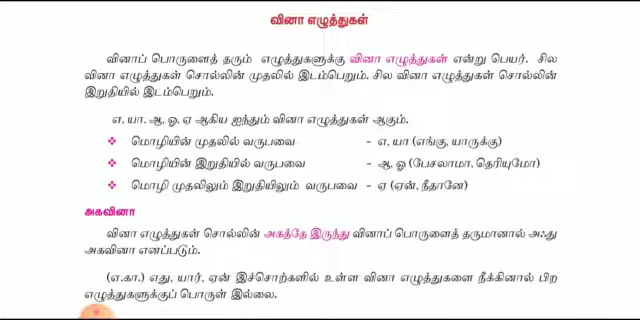 வினா எழுத்துகள்
வினாப் பொருளைத் தரும் எழுத்துகளுக்கு வினா எழுத்துகள் என்று பெயர். சில
வினா எழுத்துகள் சொல்லின் முதலில் இடம்பெறும். சில வினா எழுத்துகள் சொல்லின்
இறுதியில் இடம்பெறும்.
எ, யா, ஆ, ஓ, ஏ ஆகிய ஐந்தும் வினா எழுத்துகள் ஆகும்.
❖ மொழியின் முதலில் வருபவை - எ, யா (எங்கு, யாருக்கு)
❖ மொழியின் இறுதியில் வருபவை - ஆ, ஓ (பேசலாமா, தெரியுமோ)
❖ மொழி முதலிலும் இறுதியிலும் வருபவை - ஏ (ஏன், நீதானே)
அகவினா
வினா எழுத்துகள் சொல்லின் அகத்தே இருந்து வினாப் பொருளைத் தருமானால் அஃது
அகவினா எனப்படும்.
(எ.கா.) எது, யார், ஏன் இச்சொற்களில் உள்ள வினா எழுத்துகளை நீக்கினால் பிற
எழுத்துகளுக்குப் பொருள் இல்லை.